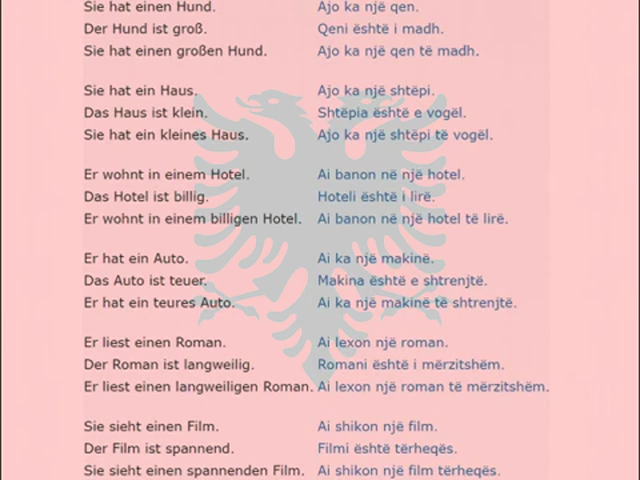 Sie hat einen Hund. Ajo ka një qen.
Der Hund ist groß. Qeni është i madh.
Sie hat einen großen Hund. Ajo ka një qen të madh.
Sie hat ein Haus. Ajo ka një shtëpi.
Das Haus ist klein. Shtëpia është e vogël.
Sie hat ein kleines Haus. Ajo ka një shtëpi të vogël.
Er wohnt in einem Hotel. Ai banon në një hotel.
Das Hotel ist billig. Hoteli është i lirë.
Er wohnt in einem billigen Hotel. Ai banon në një hotel të lirë.
Er hat ein Auto. Ai ka një makinë.
Das Auto ist teuer. Makina është e shtrenjtë.
Er hat ein teures Auto. Ai ka një makinë të shtrenjtë.
Er liest einen Roman. Ai lexon një roman.
Der Roman ist langweilig. Romani është i mërzitshëm.
Er liest einen langweiligen Roman. Ai lexon një roman të mërzitshëm.
Sie sieht einen Film. Ai shikon një film.
Der Film ist spannend. Filmi është tërheqës.
Sie sieht einen spannenden Film. Ai shikon një film tërheqës.